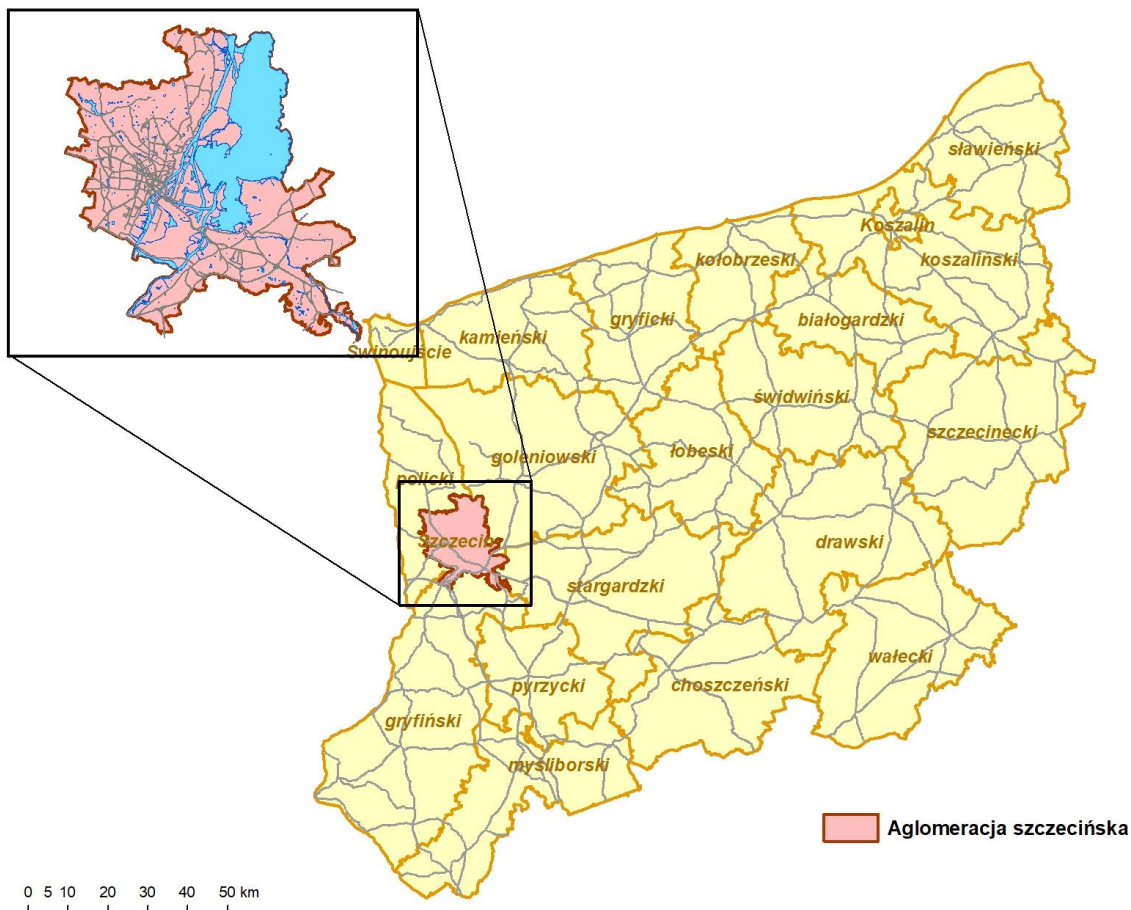 sławieński
Koszalin
koszaliński
kołobrzeski
białogardzki
gryficki
kamieński
Świnoujście
świdwiński
szczecinecki
goleniowski
łobeski
policki
Szczecin
drawski
stargardzki
wałecki
choszczeński
pyrzycki
gryfiński
myśliborski
Aglomeracja szczecińska
0 5 10 20 30 40 50 km